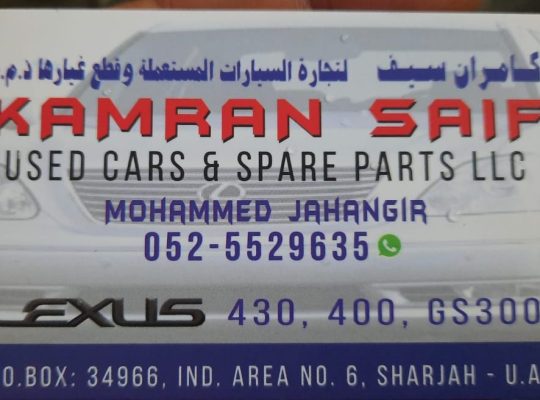 كامران سيف لتجارة السيارات المستعملة وقطع غيارها ذ.م.
KAMRAN SAIF
USED CARS & SPARE PARTS LLC
MOHAMMED JAHANGIR
052-5529635
LEXUS 430, 400, GS300
O.BOX: 34966, IND. AREA NO. 6, SHARJAH - U.A